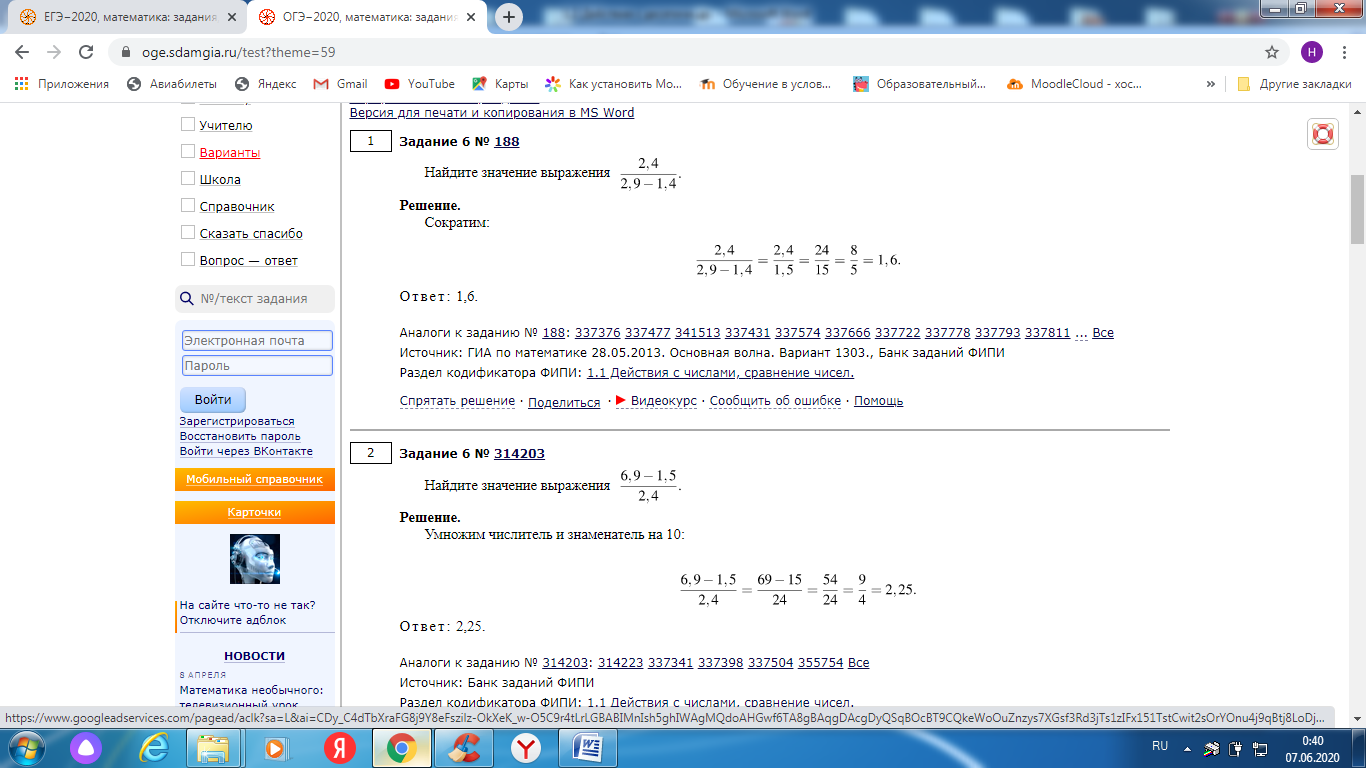 ЕГЭ–2020, математика: задания
ОГЭ–2020, математика: задания
oge.sdamgia.ru/test?theme=59
Н
Приложения
Авиабилеты
Яндекс
Gmail
YouTube
Карты
Как установить Mo...
Обучение в услов...
Образовательный...
MoodleCloud - хос...
»
Другие закладки
Учителю
Варианты
Школа
Справочник
Сказать спасибо
Вопрос — ответ
№/текст задания
Электронная почта
Пароль
Войти
Зарегистрироваться
Восстановить пароль
Войти через ВКонтакте
Мобильный справочник
Карточки
На сайте что-то не так?
Отключите адблок
НОВОСТИ
8 АПРЕЛЯ
Математика необычного:
телевизионный урок
Версия для печати и копирования в MS Word
1 Задание 6 № 188
Найдите значение выражения 2,4 / (2,9 − 1,4).
Решение.
Сократим:
2,4 / (2,9 − 1,4) = 2,4 / 1,5 = 24 / 15 = 8 / 5 = 1,6.
Ответ: 1,6.
Аналоги к заданию № 188: 337376 337477 341513 337431 337574 337666 337722 337778 337793 337811 ... Все
Источник: ГИА по математике 28.05.2013. Основная волна. Вариант 1303., Банк заданий ФИПИ
Раздел кодификатора ФИПИ: 1.1 Действия с числами, сравнение чисел.
Спрятать решение · Поделиться · Видеокурс · Сообщить об ошибке · Помощь
2 Задание 6 № 314203
Найдите значение выражения (6,9 − 1,5) / 2,4.
Решение.
Умножим числитель и знаменатель на 10:
(6,9 − 1,5) / 2,4 = (69 − 15) / 24 = 54 / 24 = 9 / 4 = 2,25.
Ответ: 2,25.
Аналоги к заданию № 314203: 314223 337341 337398 337504 355754 Все
Источник: Банк заданий ФИПИ
Раздел кодификатора ФИПИ: 1.1 Действия с числами, сравнение чисел.
RU
0:40
07.06.2020